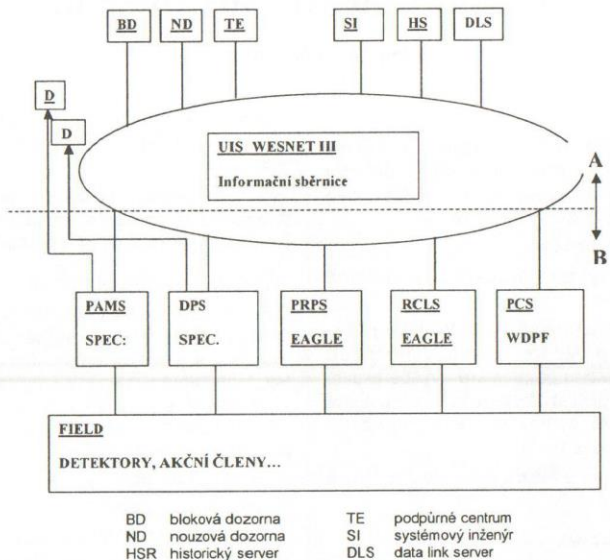 BD ND TE SI HS DLS
D
D
UIS WESNET III
Informační sběrnice
A
B
PAMS DPS PRPS RCLS PCS
SPEC: SPEC. EAGLE EAGLE WDPF
FIELD
DETEKTORY, AKČNÍ ČLENY...
BD bloková dozorna TE podpůrné centrum
ND nouzová dozorna SI systémový inženýr
HSR historický server DLS data link server